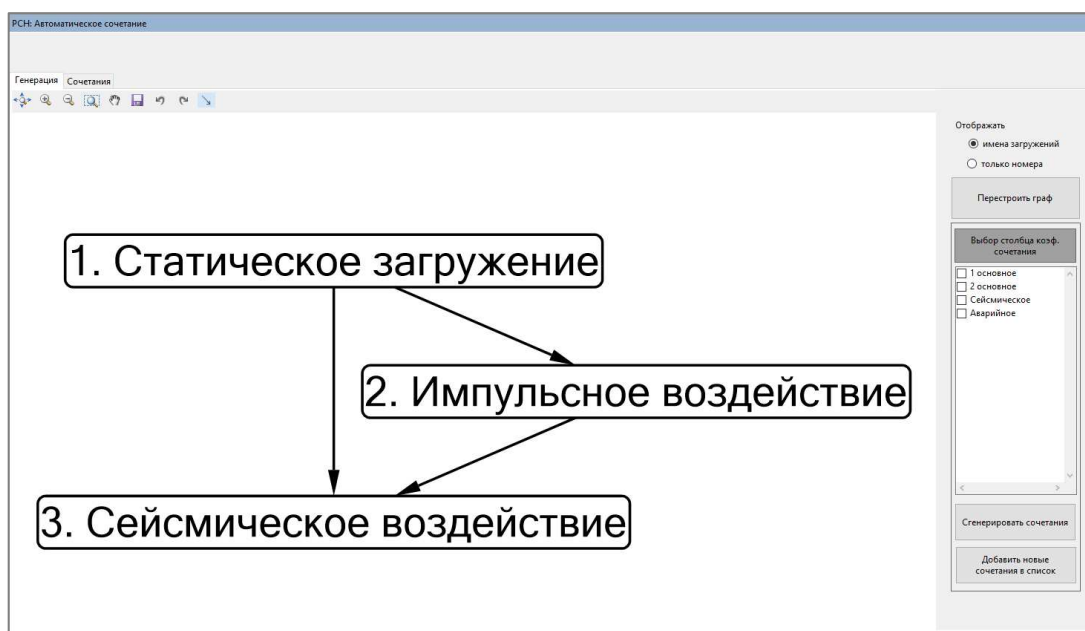 РСН: Автоматическое сочетание
Генерация Сочетания
Отображать
имена загружений
только номера
Перестроить граф
Выбор столбца коэф.
сочетания
1 основное
2 основное
Сейсмическое
Аварийное
1. Статическое загружение
2. Импульсное воздействие
3. Сейсмическое воздействие
Сгенерировать сочетания
Добавить новые
сочетания в список